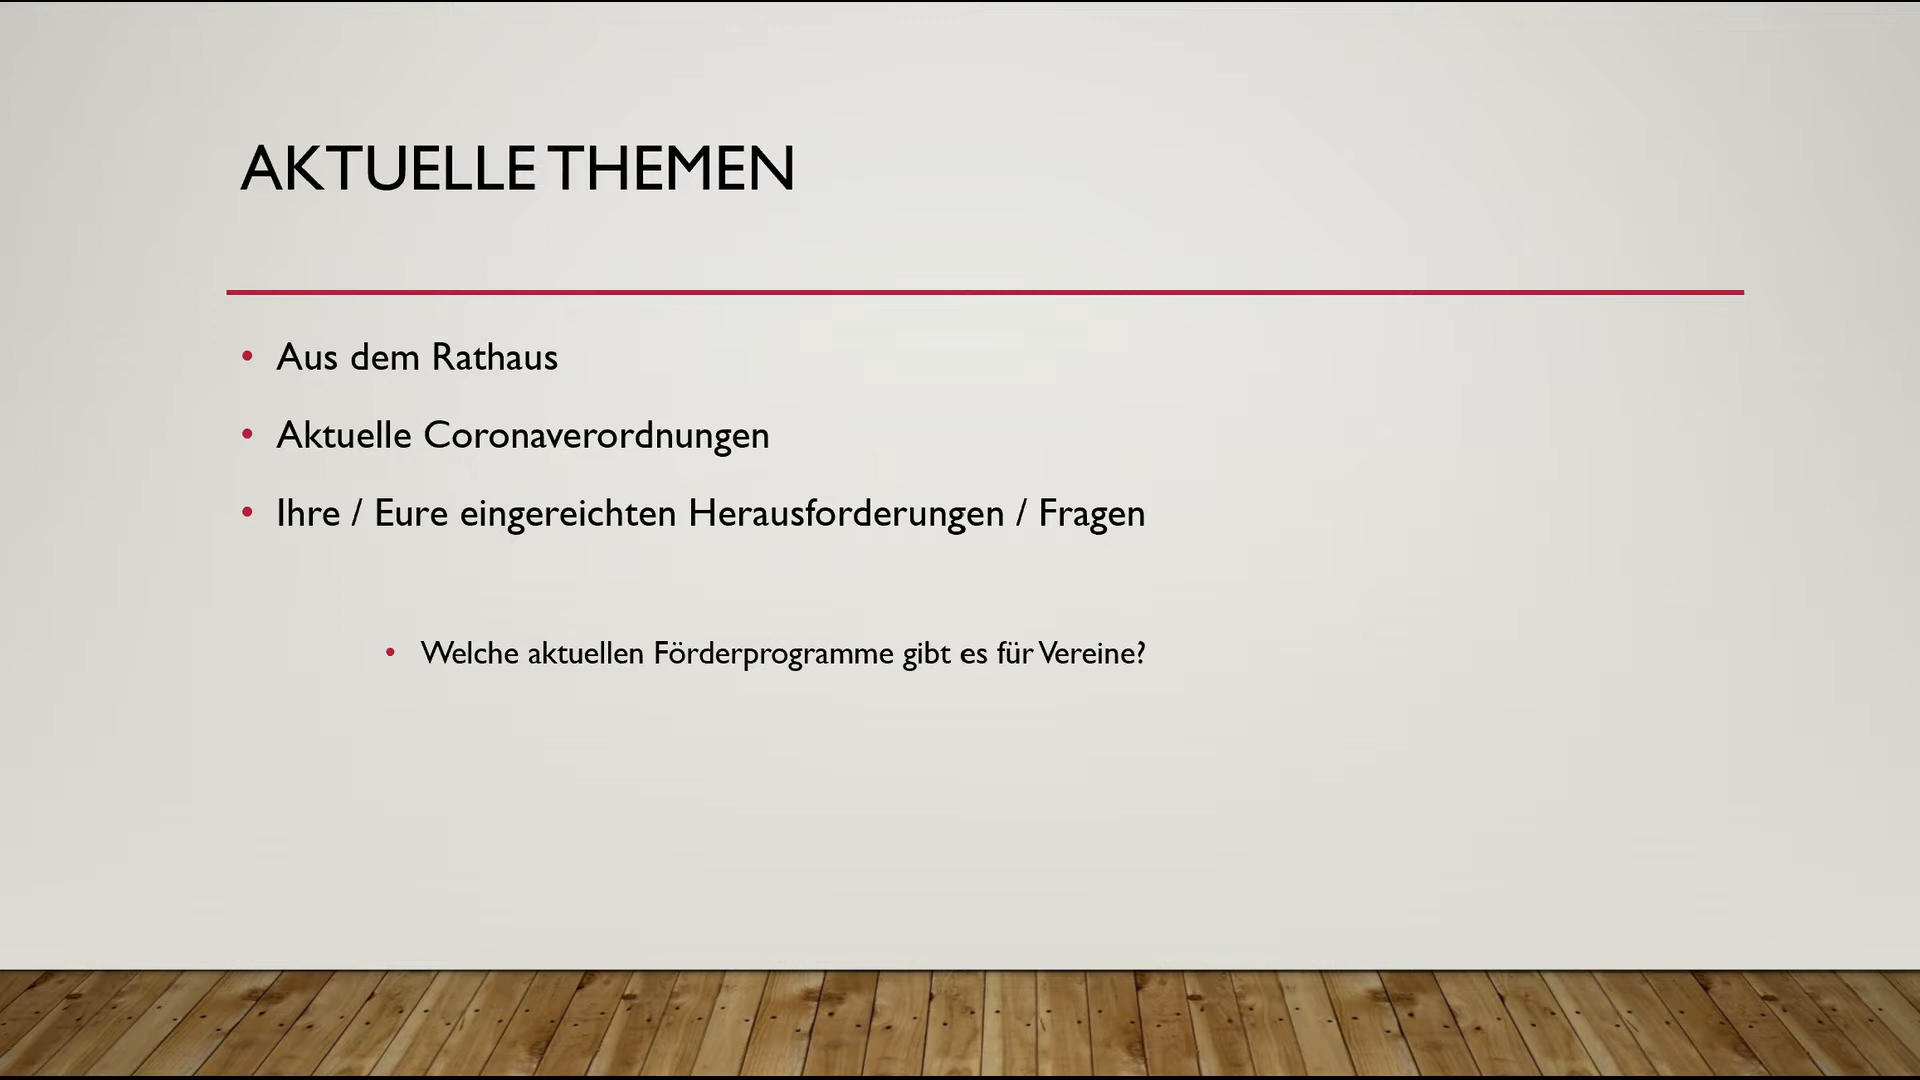 AKTUELLE THEMEN
• Aus dem Rathaus
• Aktuelle Coronaverordnungen
• Ihre / Eure eingereichten Herausforderungen / Fragen
• Welche aktuellen Förderprogramme gibt es für Vereine?